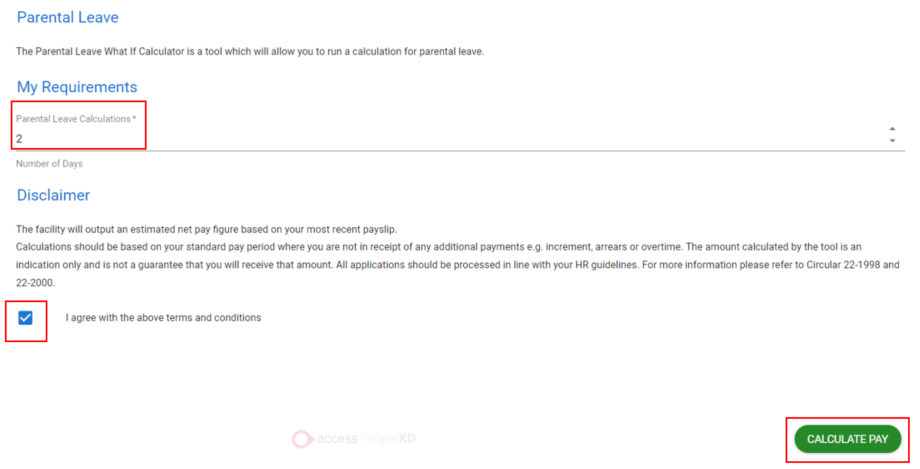 Parental Leave
The Parental Leave What If Calculator is a tool which will allow you to run a calculation for parental leave.
My Requirements
Parental Leave Calculations *
2
Number of Days
Disclaimer
The facility will output an estimated net pay figure based on your most recent payslip.
Calculations should be based on your standard pay period where you are not in receipt of any additional payments e.g. increment, arrears or overtime. The amount calculated by the tool is an
indication only and is not a guarantee that you will receive that amount. All applications should be processed in line with your HR guidelines. For more information please refer to Circular 22-1998 and
22-2000.
I agree with the above terms and conditions
access PeopleXD
CALCULATE PAY